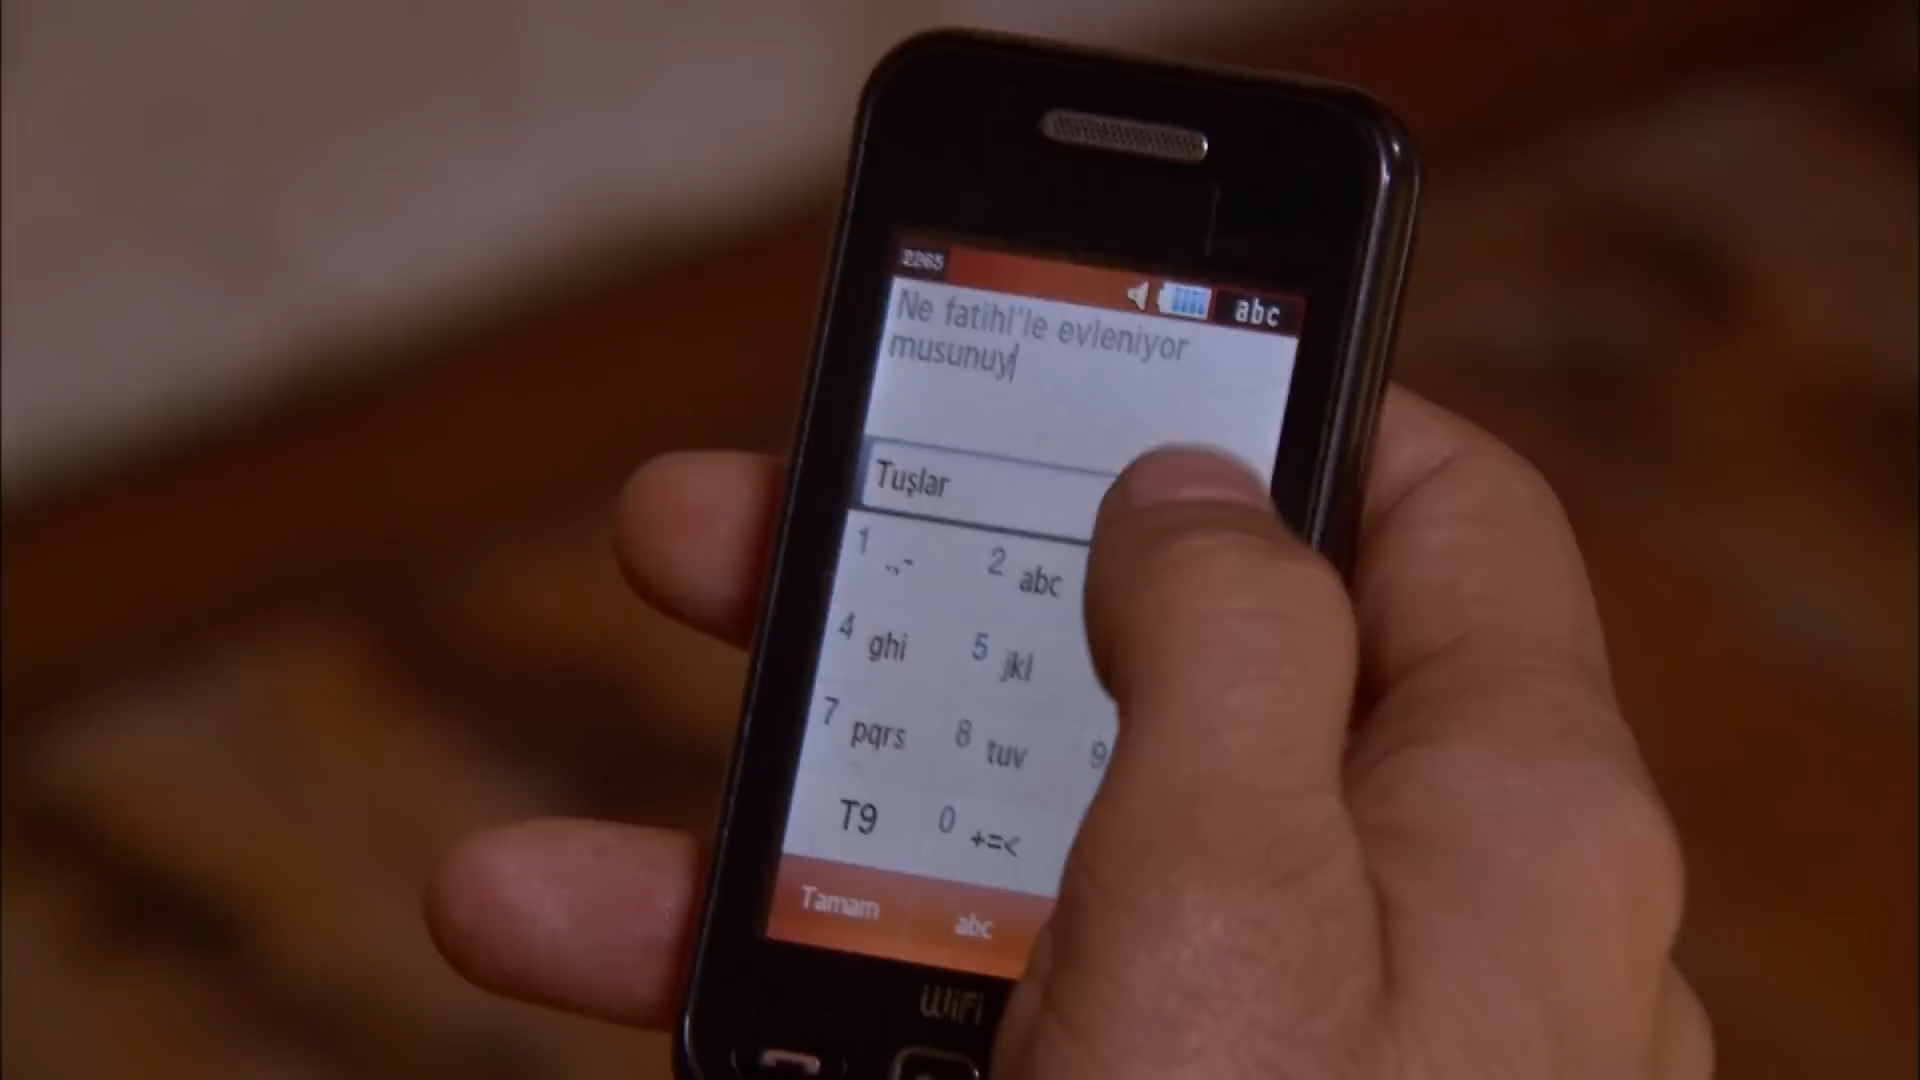 2265
abc
Ne fatihl'le evleniyor
musunuy
Tuşlar
1 .,-
2 abc
4 ghi
5 jkl
7 pqrs
8 tuv
9
T9
0 +=<
Tamam
abc
WiFi